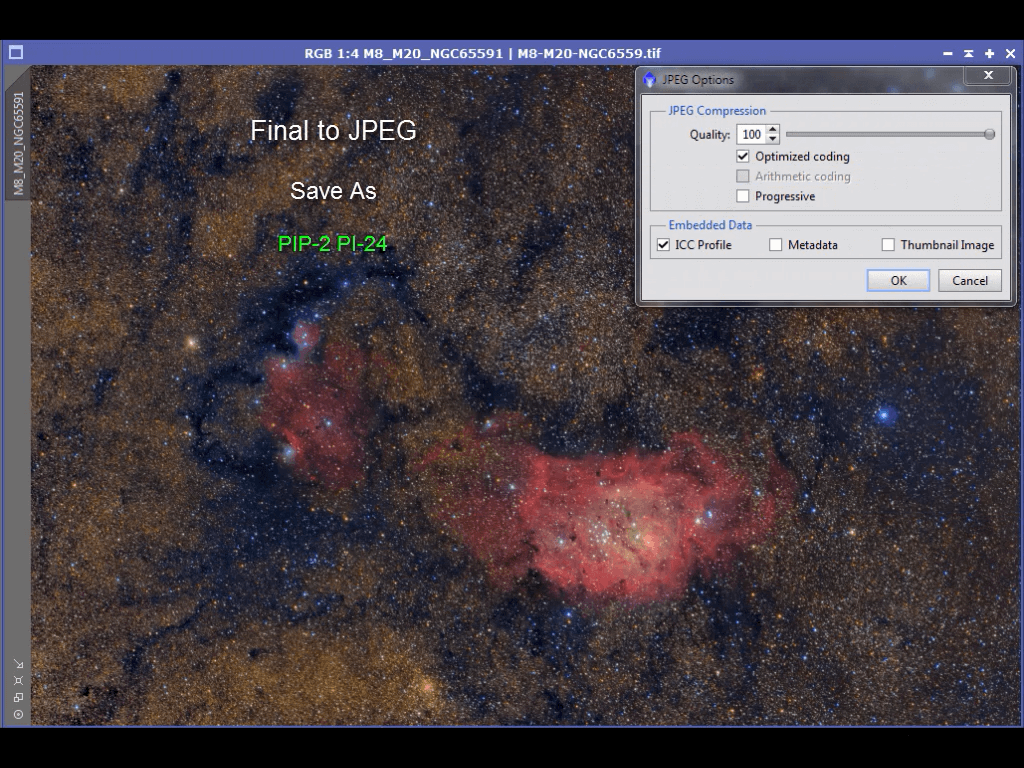 RGB 1:4 M8_M20_NGC65591 | M8-M20-NGC6559.tif
M8_M20_NGC65591
Final to JPEG
Save As
PIP-2 PI-24
JPEG Options
JPEG Compression
Quality: 100
Optimized coding
Arithmetic coding
Progressive
Embedded Data
ICC Profile Metadata Thumbnail Image
OK Cancel